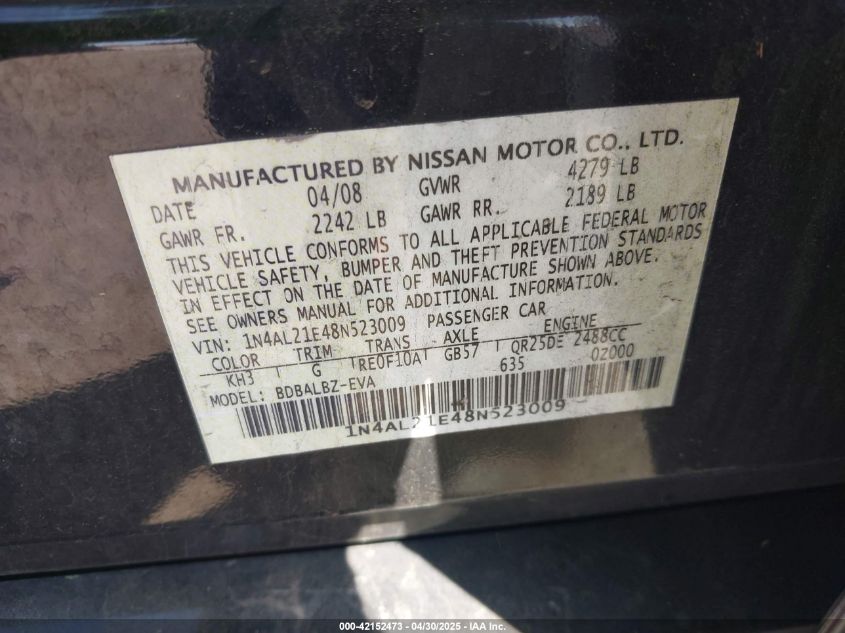 MANUFACTURED BY NISSAN MOTOR CO., LTD.
DATE 04/08 GVWR 4279 LB
GAWR FR. 2242 LB GAWR RR. 2189 LB
THIS VEHICLE CONFORMS TO ALL APPLICABLE FEDERAL MOTOR
VEHICLE SAFETY, BUMPER AND THEFT PREVENTION STANDARDS
IN EFFECT ON THE DATE OF MANUFACTURE SHOWN ABOVE.
SEE OWNERS MANUAL FOR ADDITIONAL INFORMATION.
VIN: 1N4AL21E48N523009 PASSENGER CAR
COLOR TRIM TRANS AXLE ENGINE
KH3 G RE0F10A GB57 QR25DE 2488CC
MODEL: BDBALBZ-EVA 635 02000
1N4AL21E48N523009
000-42152473 - 04/30/2025 - IAA Inc.